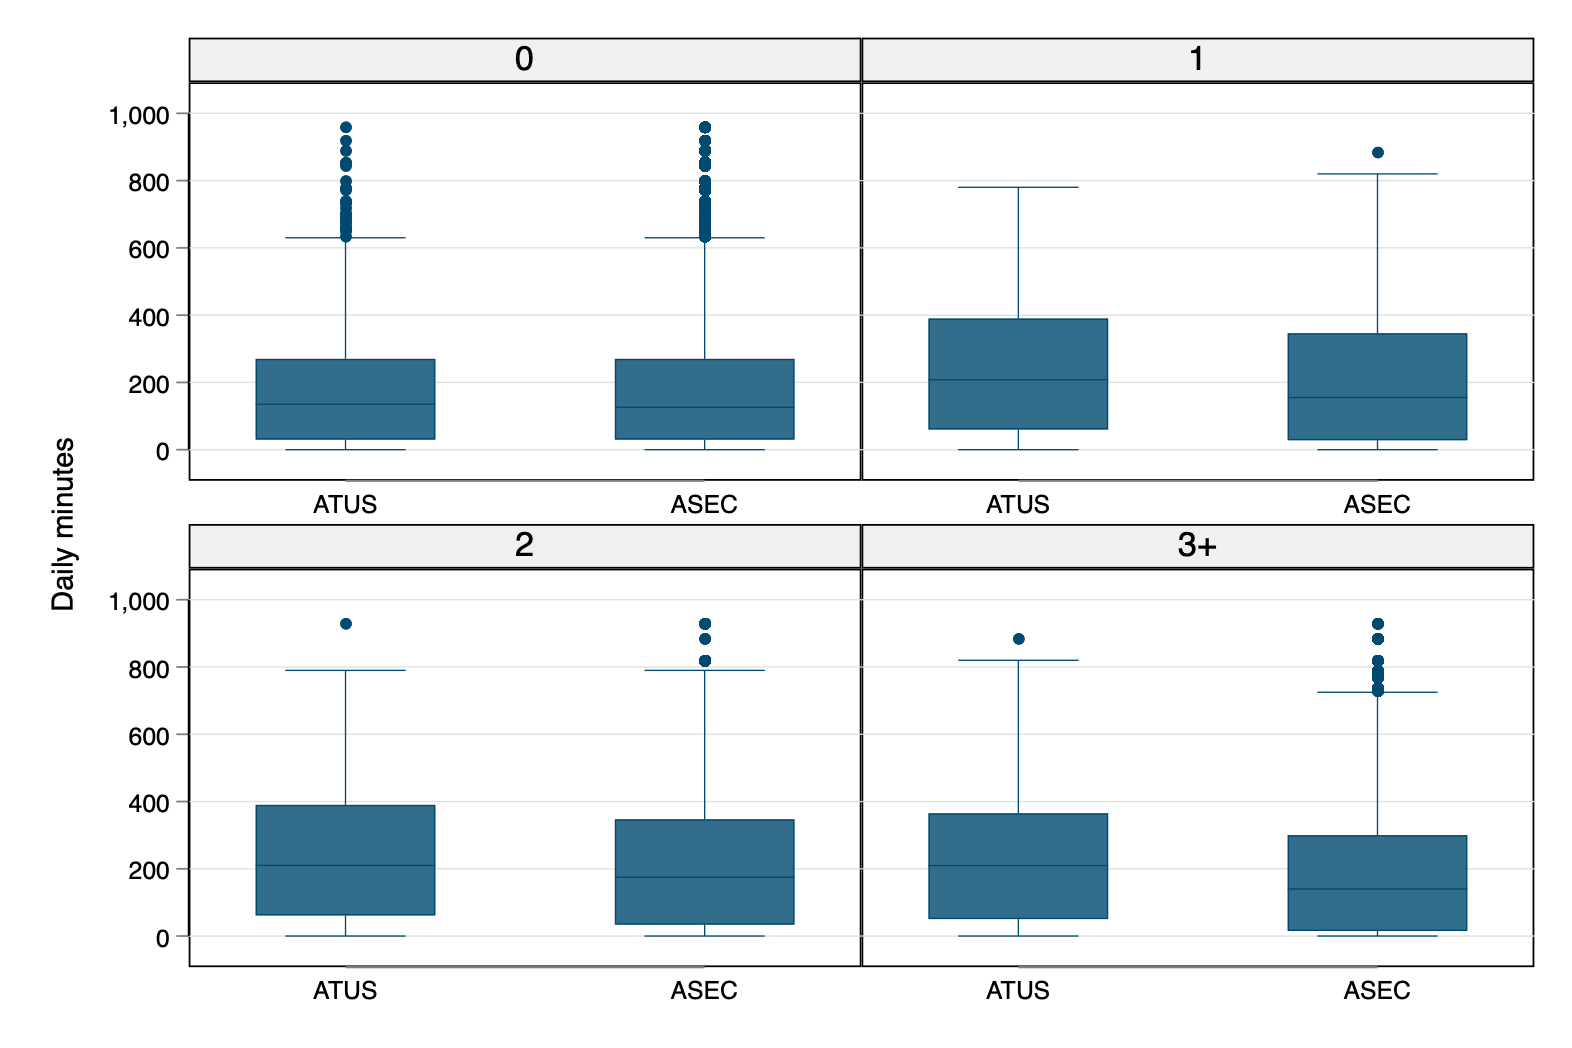 0
1
1,000
800
600
400
200
0
ATUS
ASEC
ATUS
ASEC
Daily minutes
2
3+
1,000
800
600
400
200
0
ATUS
ASEC
ATUS
ASEC